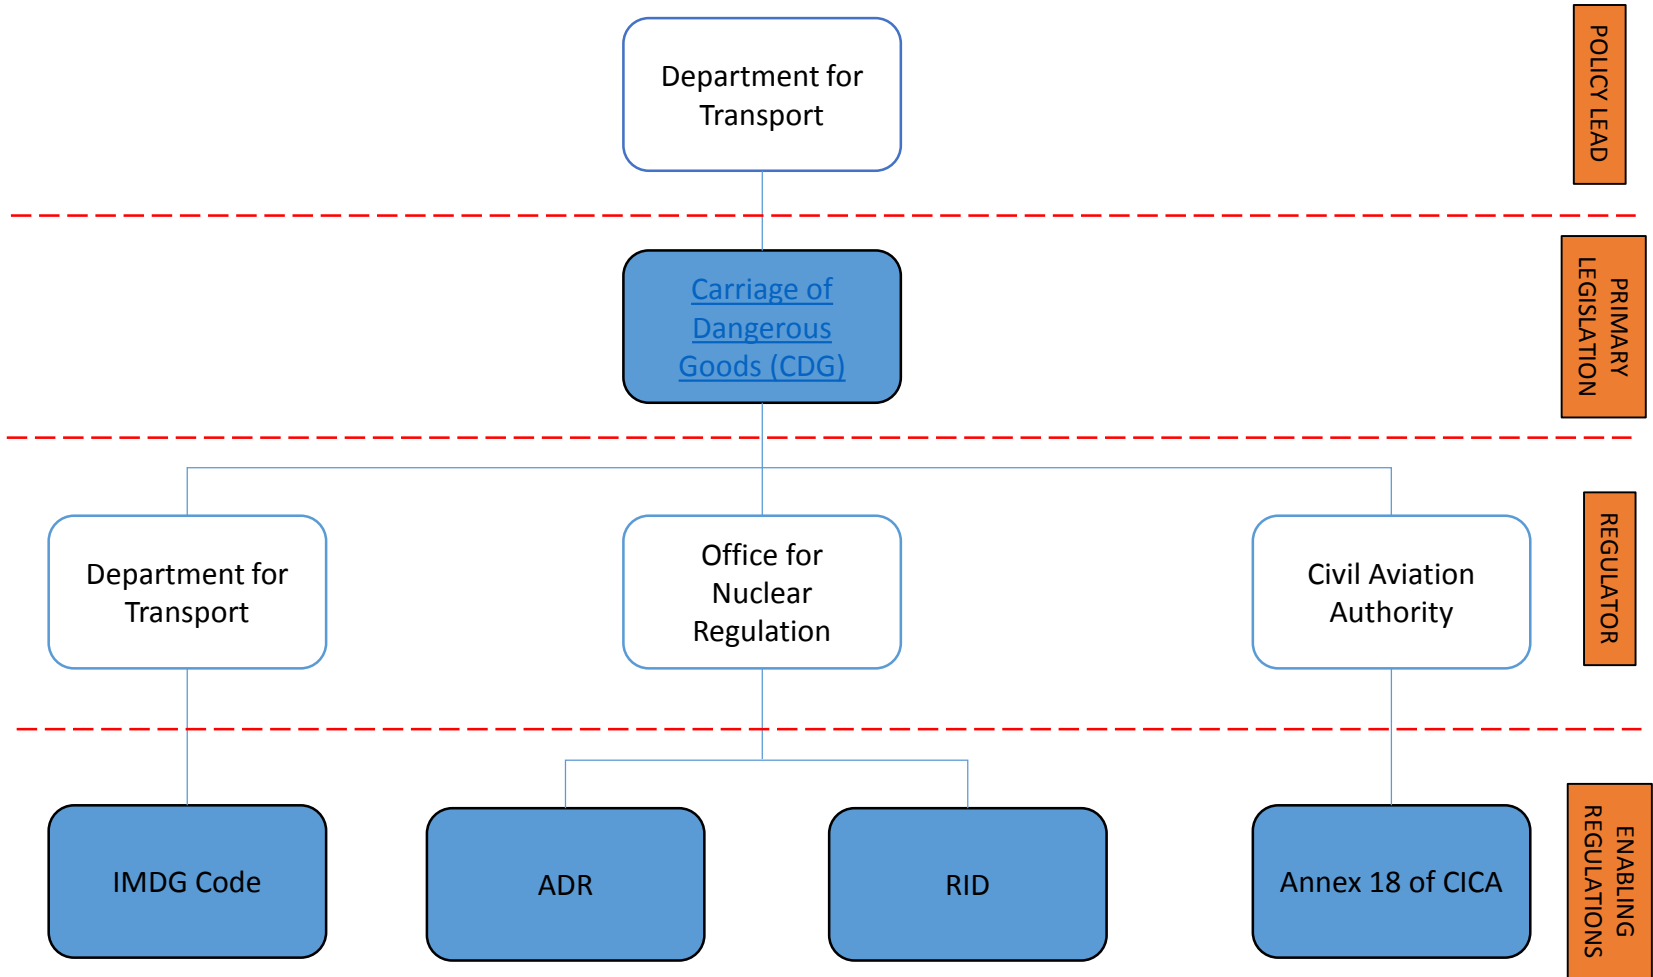 Department for
Transport
POLICY LEAD
Carriage of
Dangerous
Goods (CDG)
PRIMARY
LEGISLATION
Department for
Transport
Office for
Nuclear
Regulation
Civil Aviation
Authority
REGULATOR
IMDG Code
ADR
RID
Annex 18 of CICA
ENABLING
REGULATIONS